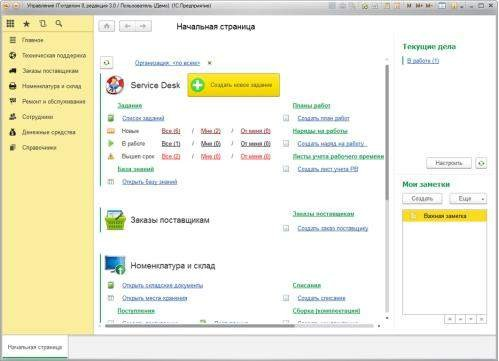 Управление IT-отделом 8, редакция 3.0 / Пользователь (Демо) (1С:Предприятие)
M M+ M-
Главное
Техническая поддержка
Заказы поставщикам
Номенклатура и склад
Ремонт и обслуживание
Сотрудники
Денежные средства
Справочники
Начальная страница
Организация: <по всем>
Service Desk
Создать новое задание
Задания
Список заданий
Новые Все (6) / Мне (2) / От меня (0)
В работе Все (1) / Мне (0) / От меня (0)
Вышел срок Все (2) / Мне (0) / От меня (0)
База знаний
Открыть базу знаний
Планы работ
Создать план работ
Наряды на работы
Создать наряд на работу
Листы учета рабочего времени
Создать лист учета РВ
Заказы поставщикам
Заказы поставщикам
Создать заказ поставщику
Номенклатура и склад
Открыть складские документы
Открыть места хранения
Поступления
Списания
Создать списание
Сборка (комплектация)
Текущие дела
В работе (1)
Настроить
Мои заметки
Создать
Еще
Важная заметка
Начальная страница